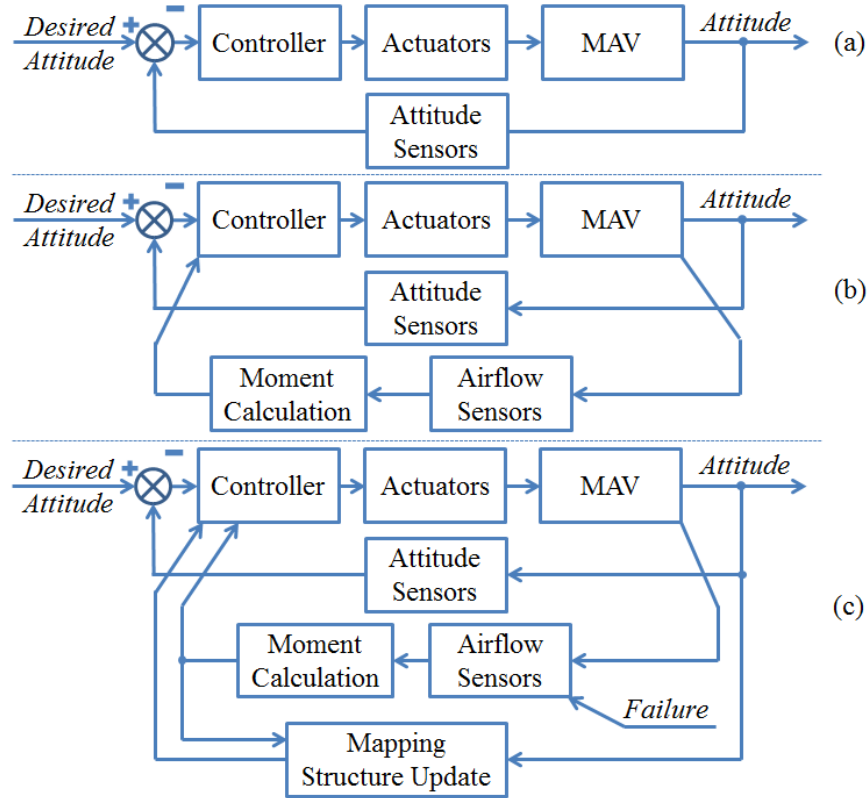 Desired
Attitude
+
−
Controller
Actuators
MAV
Attitude
(a)
Attitude
Sensors
Desired
Attitude
+
−
Controller
Actuators
MAV
Attitude
Attitude
Sensors
(b)
Moment
Calculation
Airflow
Sensors
Desired
Attitude
+
−
Controller
Actuators
MAV
Attitude
Attitude
Sensors
(c)
Moment
Calculation
Airflow
Sensors
Failure
Mapping
Structure Update